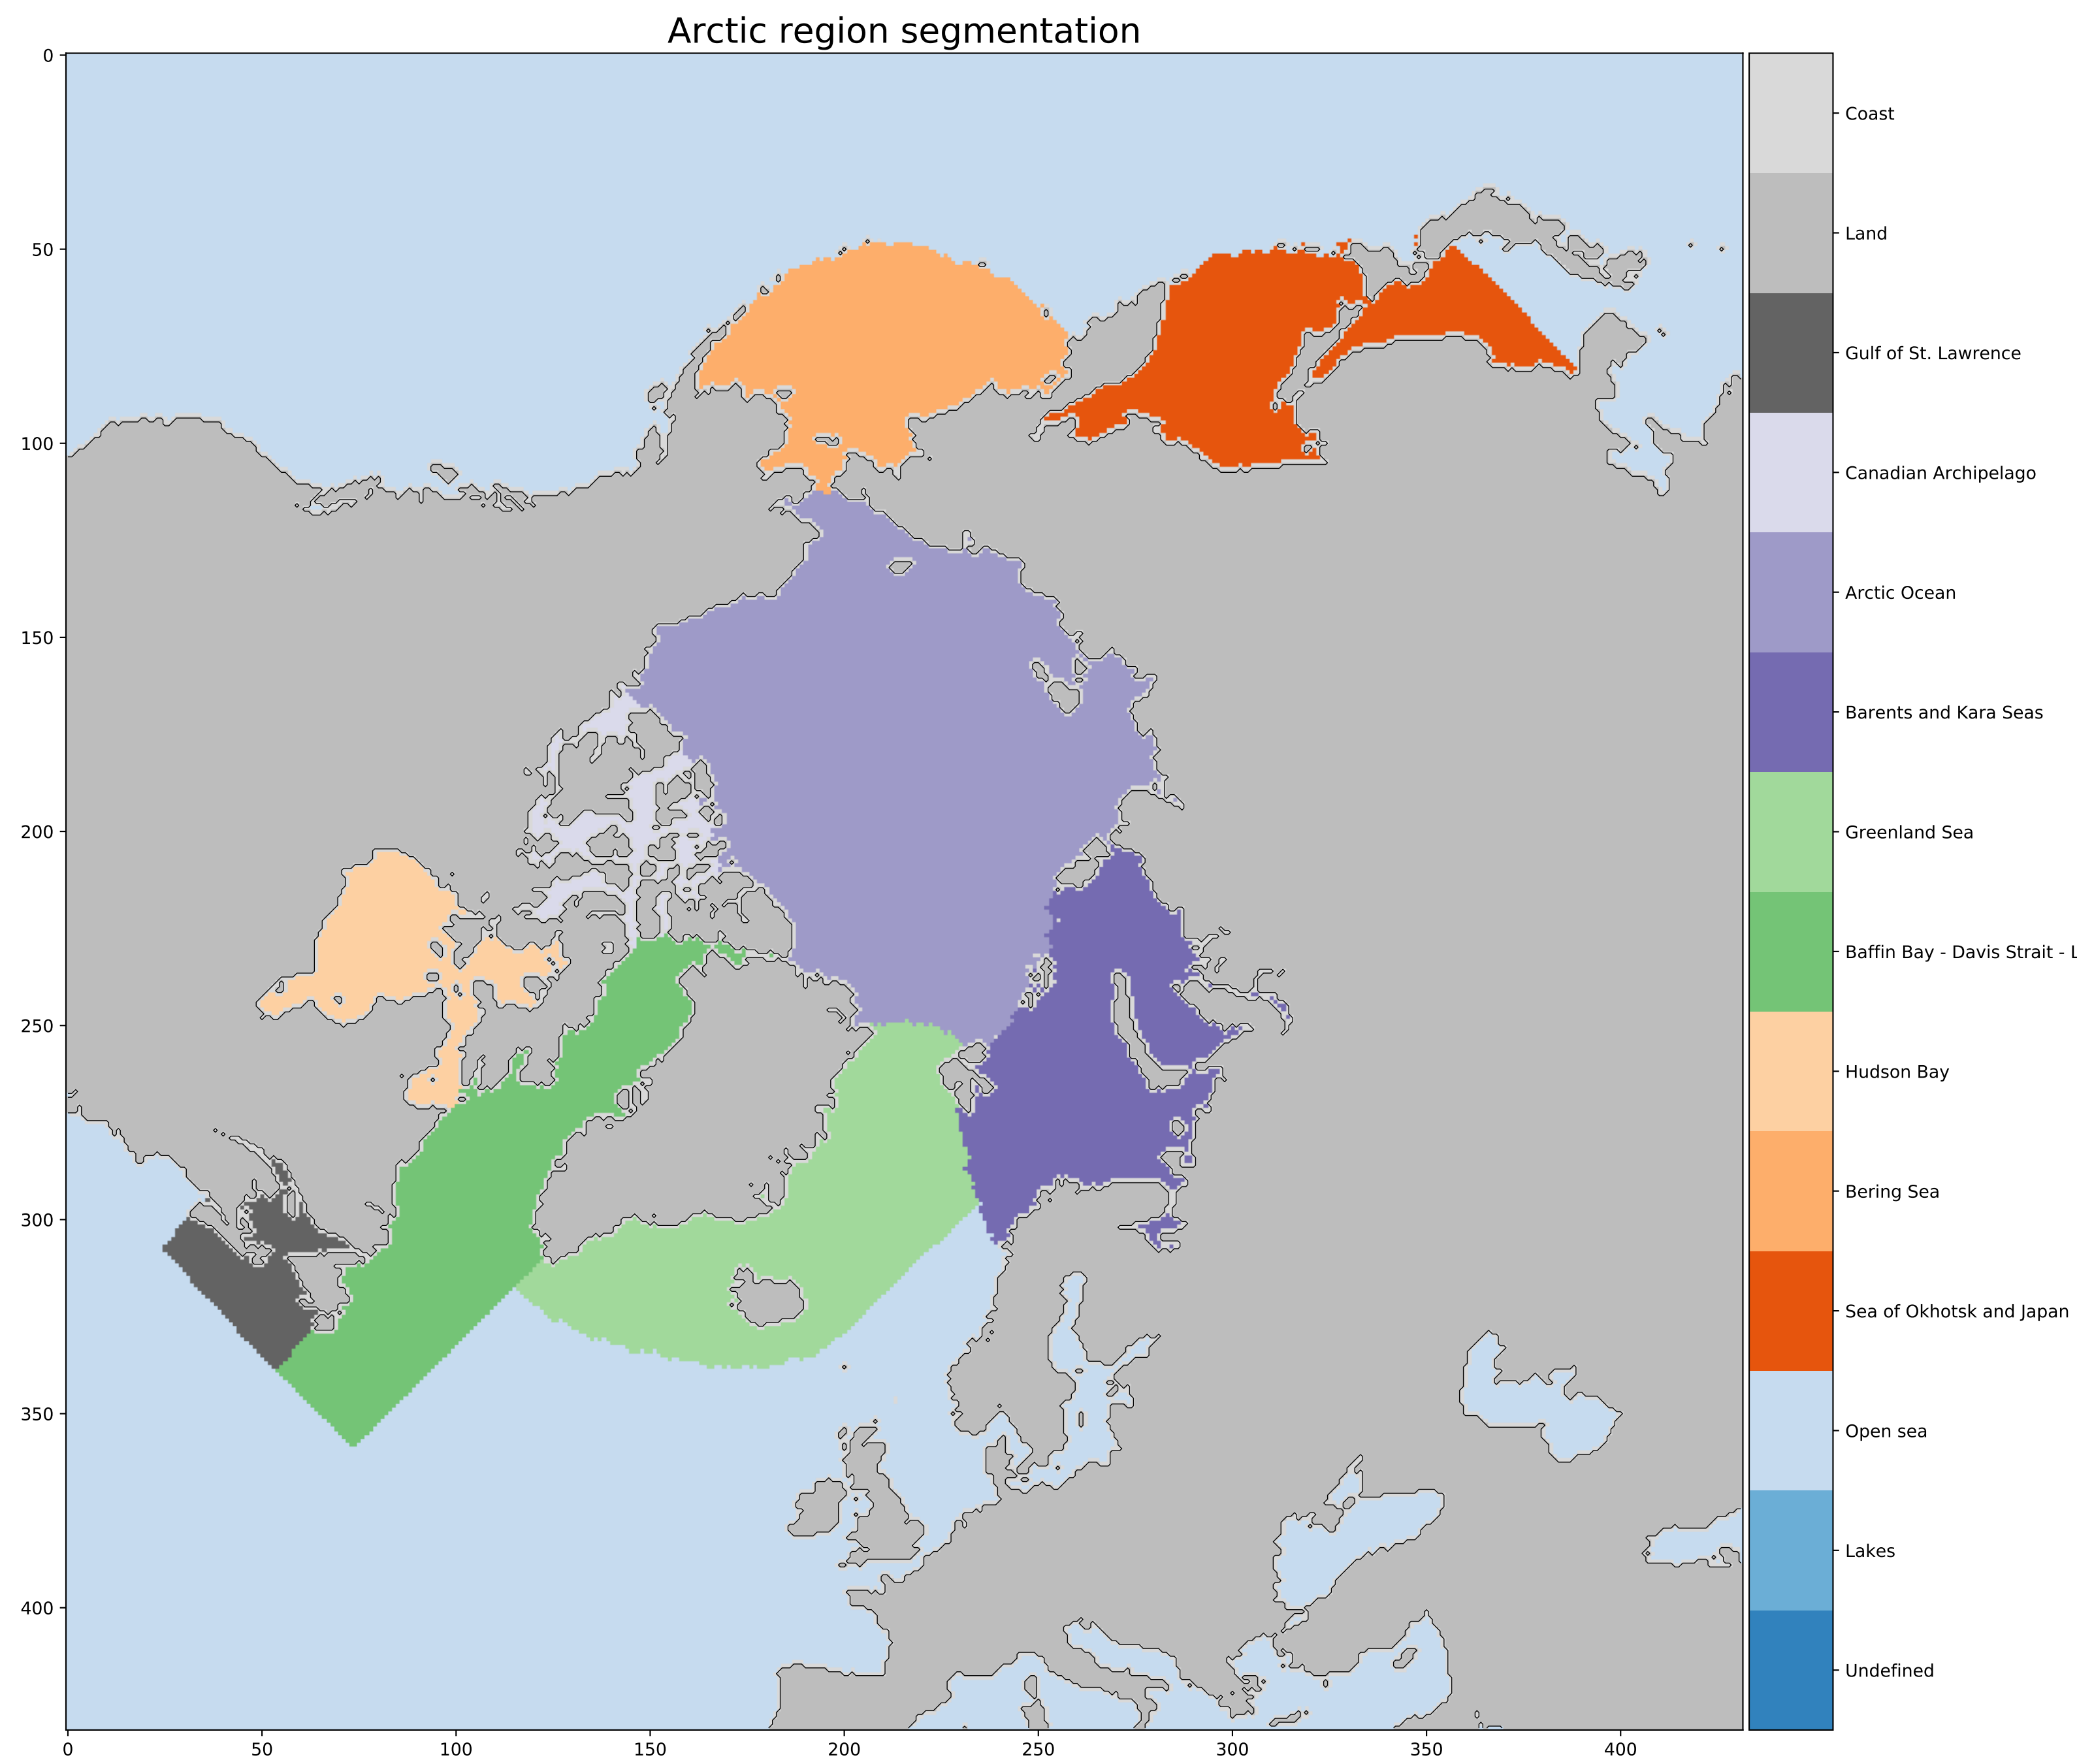 Arctic region segmentation
0
50
100
150
200
250
300
350
400
0 50 100 150 200 250 300 350 400
Coast
Land
Gulf of St. Lawrence
Canadian Archipelago
Arctic Ocean
Barents and Kara Seas
Greenland Sea
Baffin Bay - Davis Strait - L
Hudson Bay
Bering Sea
Sea of Okhotsk and Japan
Open sea
Lakes
Undefined